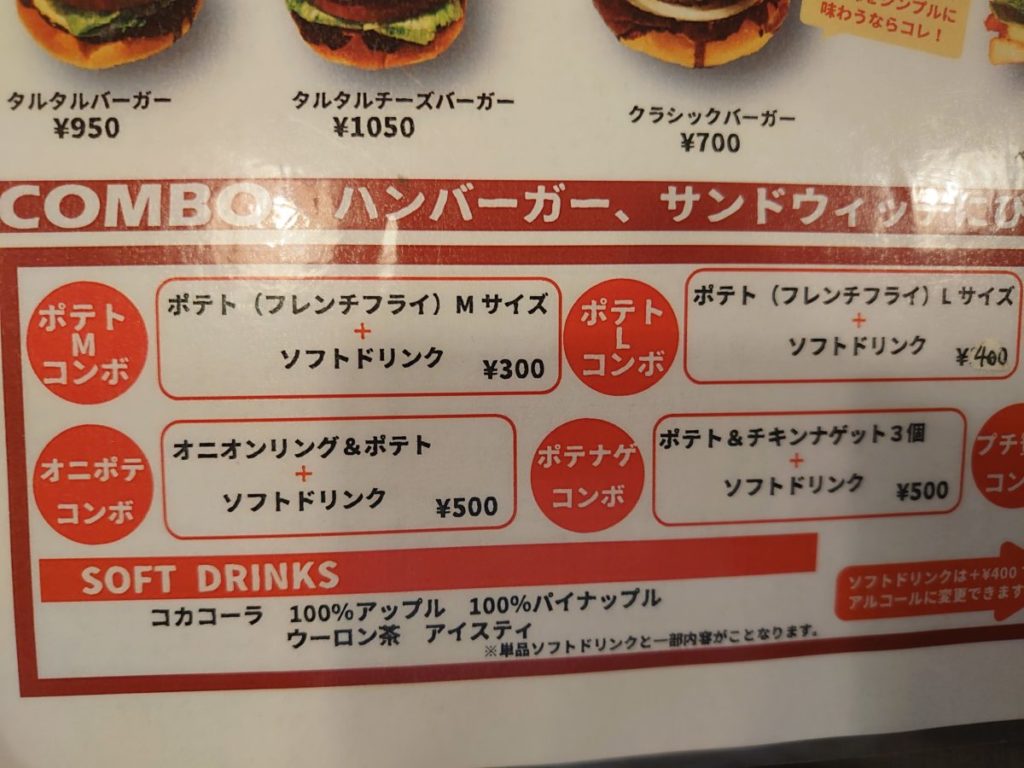 シンプルに
味わうならコレ！
タルタルバーガー
¥950
タルタルチーズバーガー
¥1050
クラシックバーガー
¥700
COMBO ハンバーガー、サンドウィッチに
ポテト
M
コンボ
ポテト（フレンチフライ）Mサイズ
+
ソフトドリンク
¥300
ポテト
L
コンボ
ポテト（フレンチフライ）Lサイズ
+
ソフトドリンク
¥400
オニポテ
コンボ
オニオンリング＆ポテト
+
ソフトドリンク
¥500
ポテナゲ
コンボ
ポテト＆チキンナゲット3個
+
ソフトドリンク
¥500
プチ
コン
SOFT DRINKS
コカコーラ 100%アップル 100%パイナップル
ウーロン茶 アイスティ
※単品ソフトドリンクと一部内容がことなります。
ソフトドリンクは+¥400
アルコールに変更できます